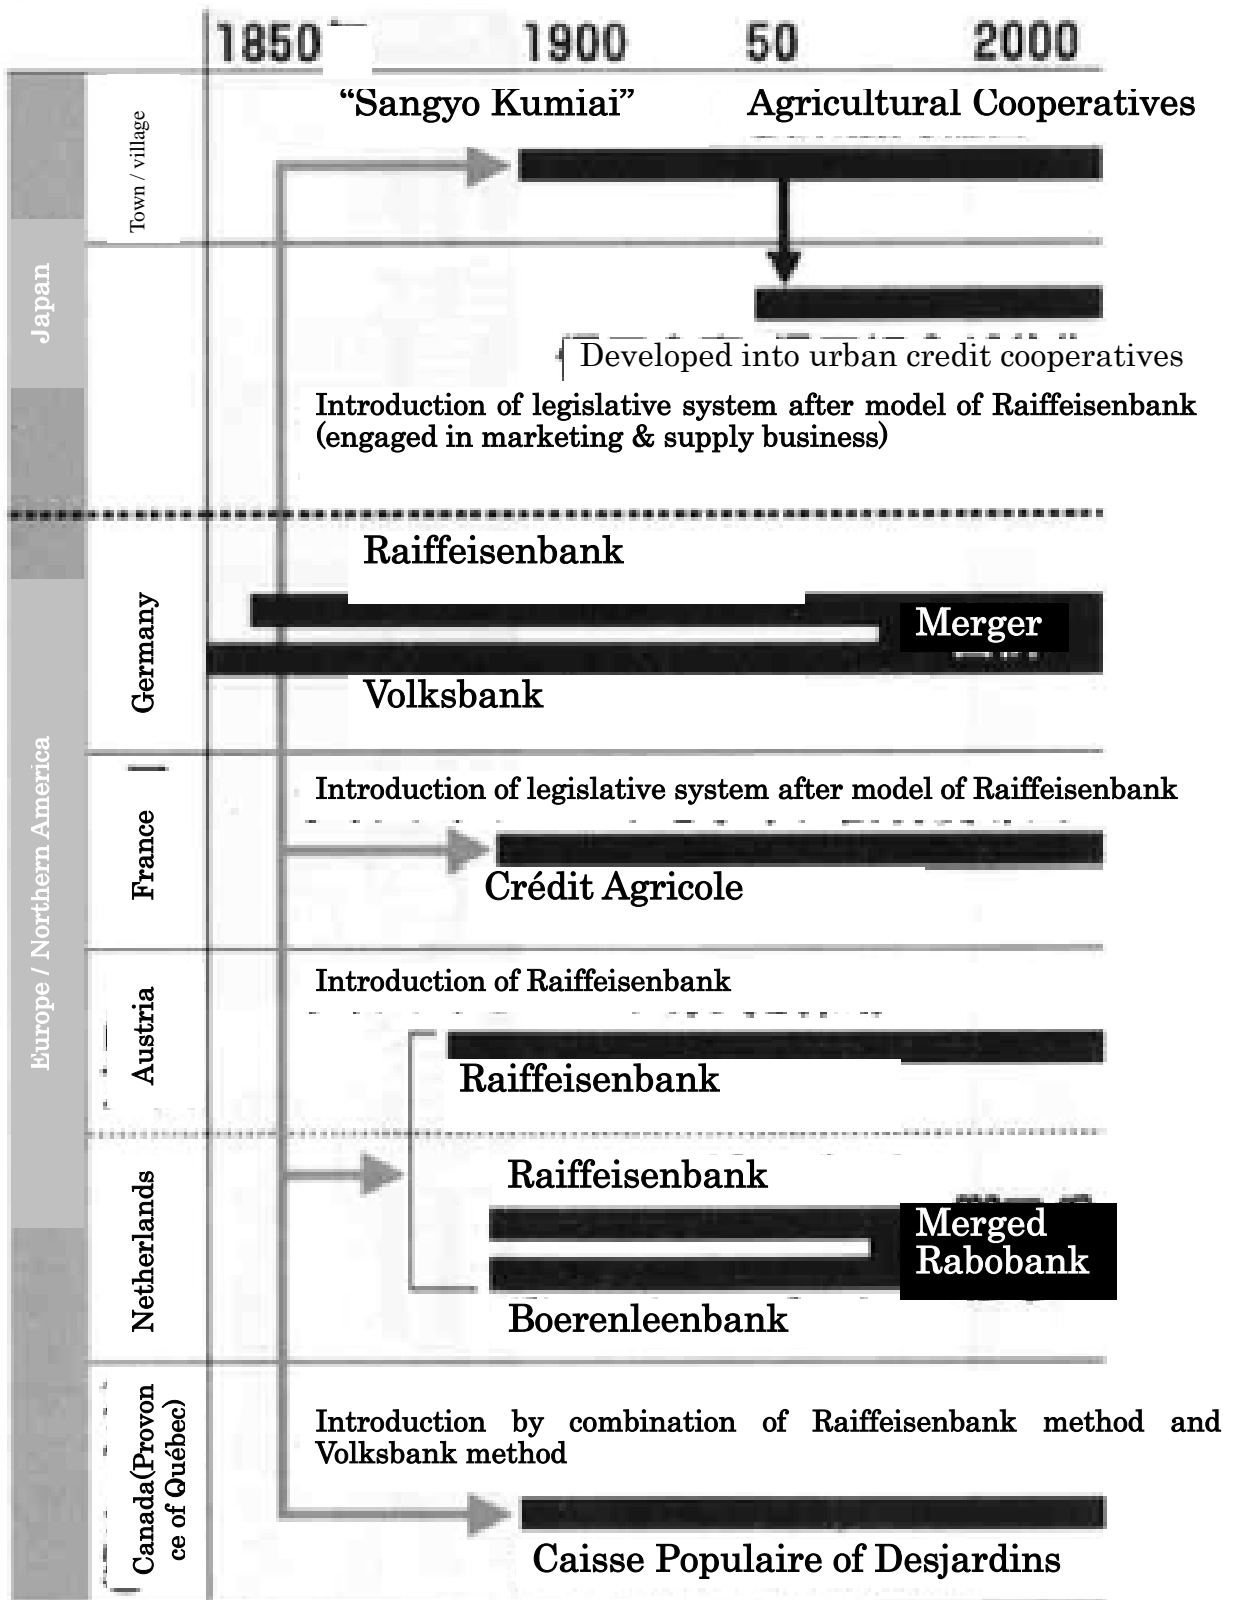 1850 1900 50 2000
“Sangyo Kumiai” Agricultural Cooperatives
Town / village
Japan
Developed into urban credit cooperatives
Introduction of legislative system after model of Raiffeisenbank
(engaged in marketing & supply business)
Europe / Northern America
Germany
Raiffeisenbank
Merger
Volksbank
France
Introduction of legislative system after model of Raiffeisenbank
Crédit Agricole
Austria
Introduction of Raiffeisenbank
Raiffeisenbank
Netherlands
Raiffeisenbank
Merged
Rabobank
Boerenleenbank
Canada(Provon
ce of Québec)
Introduction by combination of Raiffeisenbank method and
Volksbank method
Caisse Populaire of Desjardins